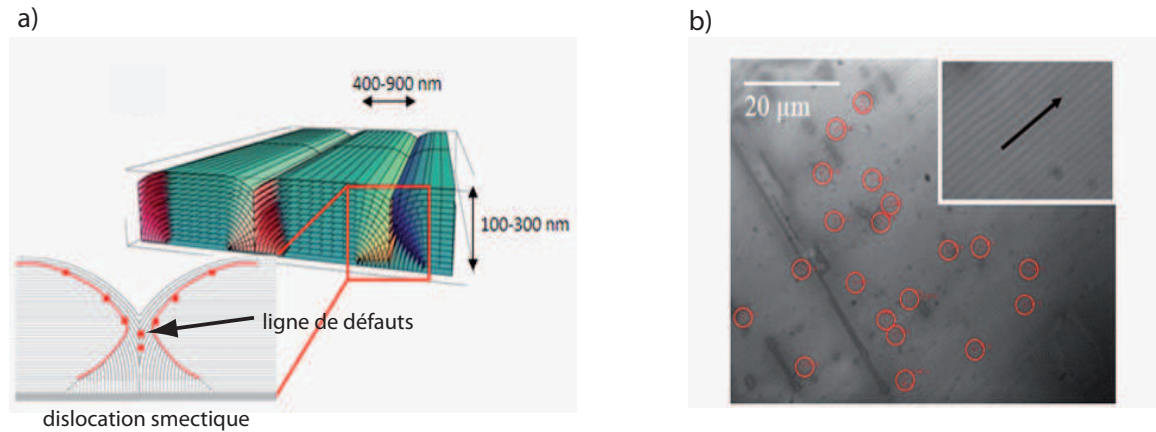 a)
400-900 nm
100-300 nm
ligne de défauts
dislocation smectique
b)
20 µm